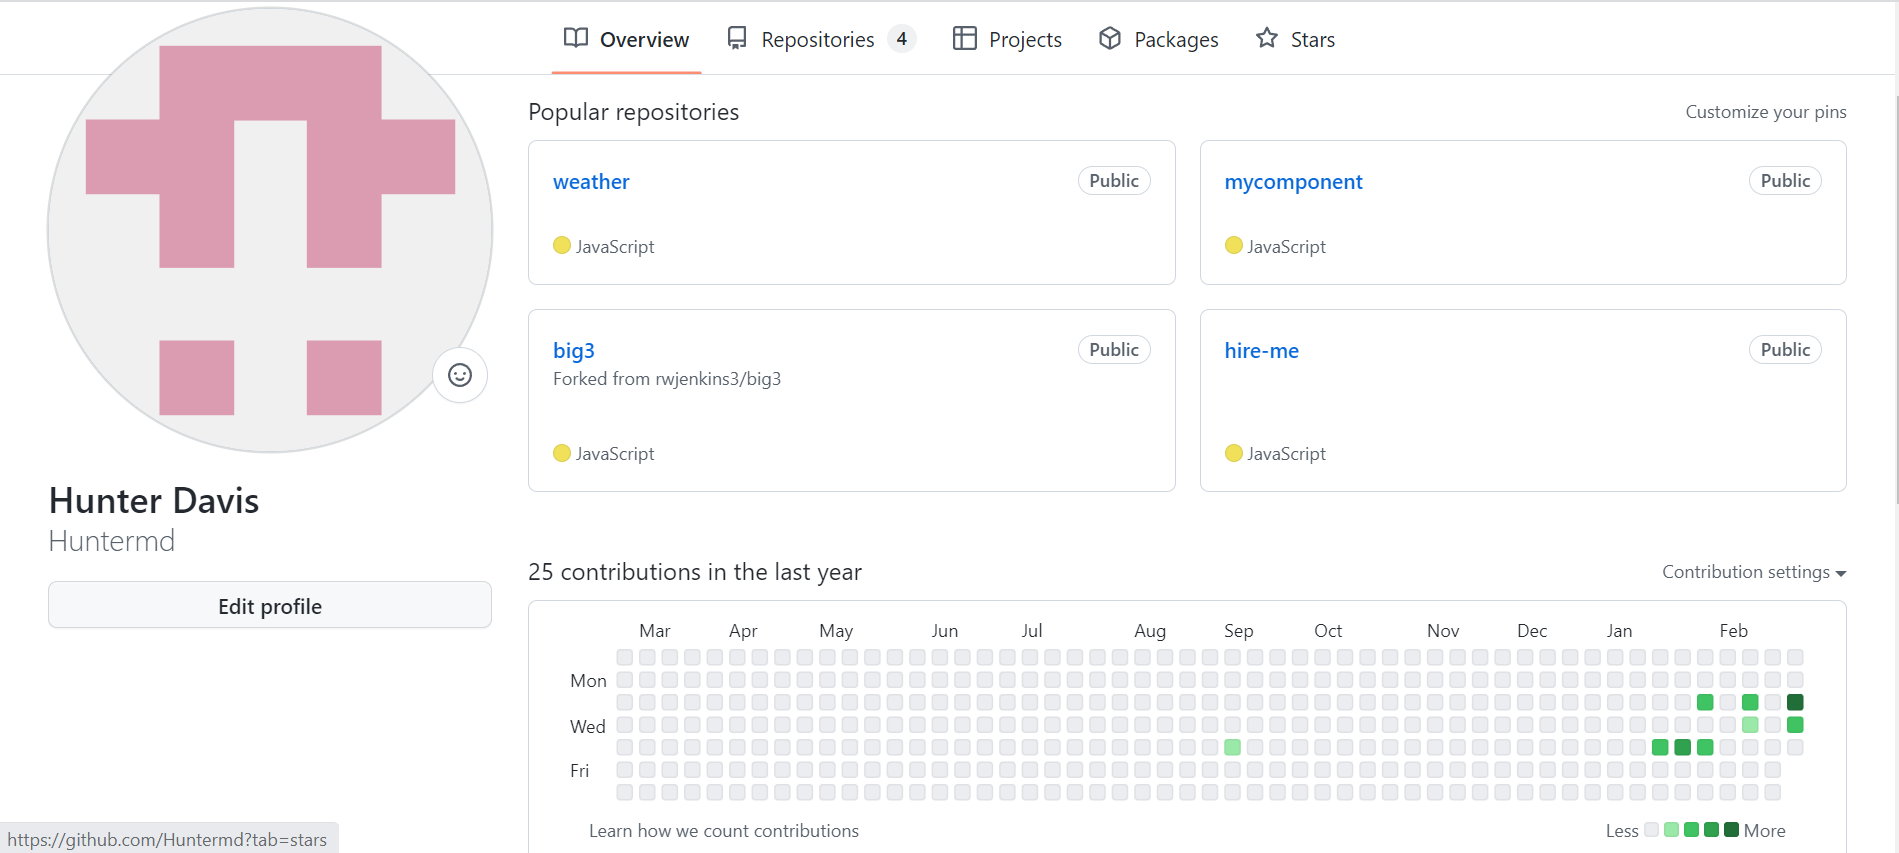 Overview Repositories 4 Projects Packages Stars
Popular repositories Customize your pins
weather Public
JavaScript
mycomponent Public
JavaScript
big3 Public
Forked from rwjenkins3/big3
JavaScript
hire-me Public
JavaScript
Hunter Davis
Huntermd
Edit profile
25 contributions in the last year Contribution settings
Mar Apr May Jun Jul Aug Sep Oct Nov Dec Jan Feb
Mon
Wed
Fri
Learn how we count contributions Less More
https://github.com/Huntermd?tab=stars